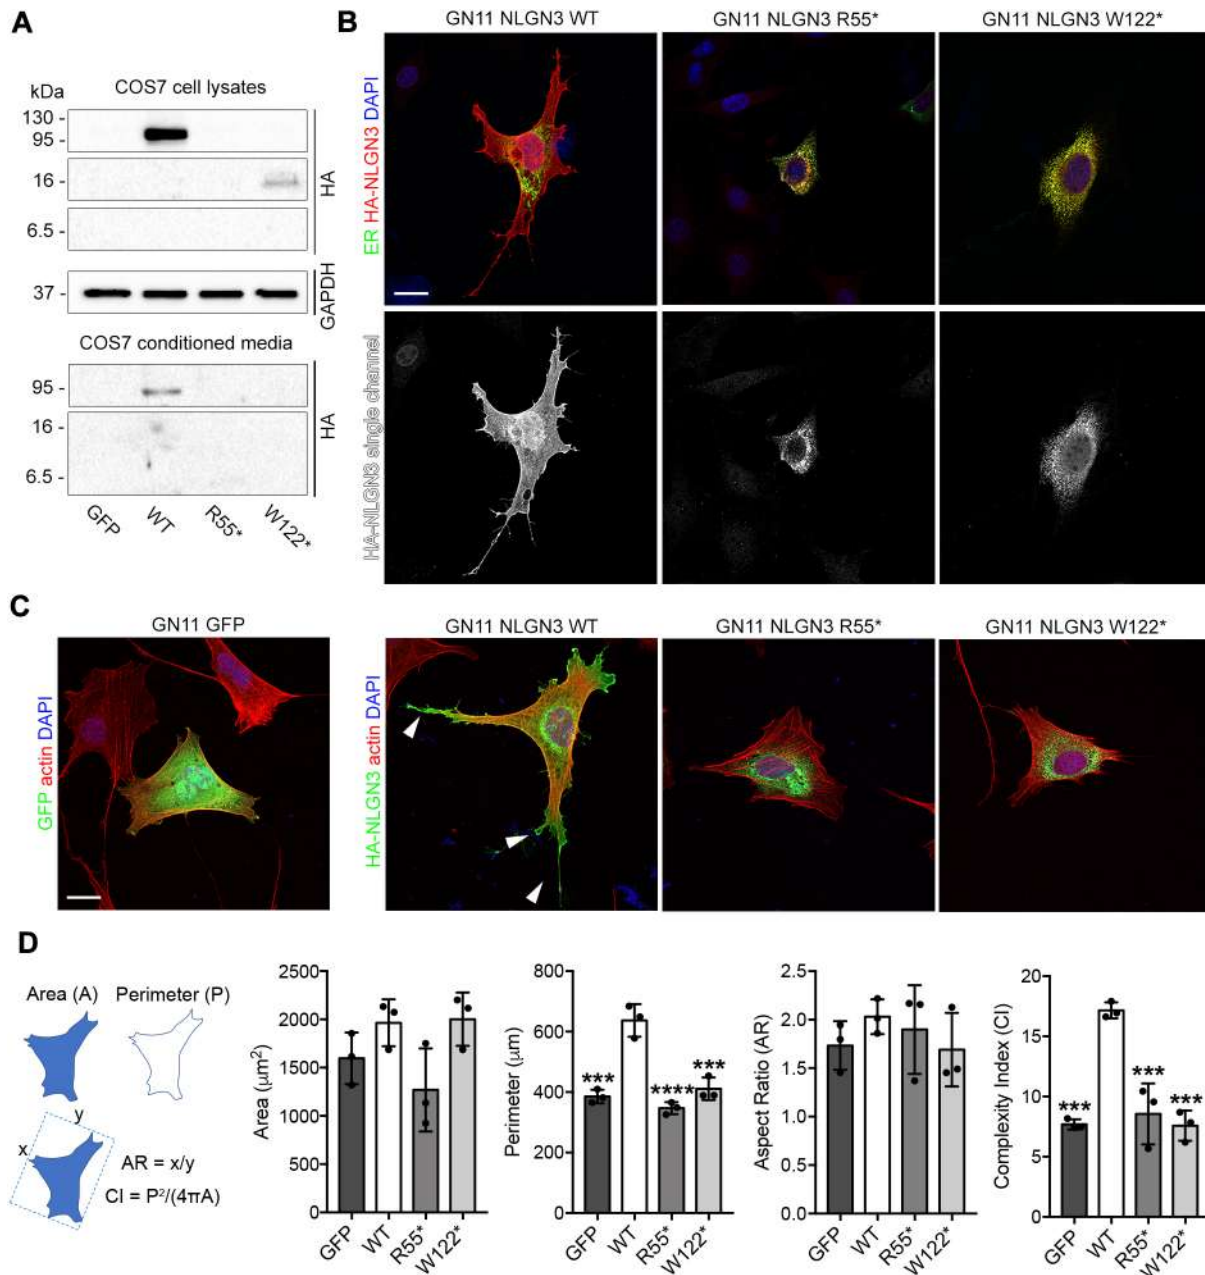 A
COS7 cell lysates
kDa
130 -
95 -
16 -
6.5 -
HA
37 -
GAPDH
COS7 conditioned media
95 -
16 -
6.5 -
HA
GFP WT R55* W122*
B
GN11 NLGN3 WT GN11 NLGN3 R55* GN11 NLGN3 W122*
ER HA-NLGN3 DAPI
HA-NLGN3 single channel
C
GN11 GFP GN11 NLGN3 WT GN11 NLGN3 R55* GN11 NLGN3 W122*
GFP actin DAPI
HA-NLGN3 actin DAPI
D
Area (A) Perimeter (P)
y
x
AR = x/y
CI = P²/(4πA)
Area (μm²)
2500
2000
1500
1000
500
0
GFP WT R55* W122*
Perimeter (μm)
800
600
400
200
0
*** **** ***
GFP WT R55* W122*
Aspect Ratio (AR)
2.5
2.0
1.5
1.0
0.5
0.0
GFP WT R55* W122*
Complexity Index (CI)
20
15
10
5
0
*** *** ***
GFP WT R55* W122*